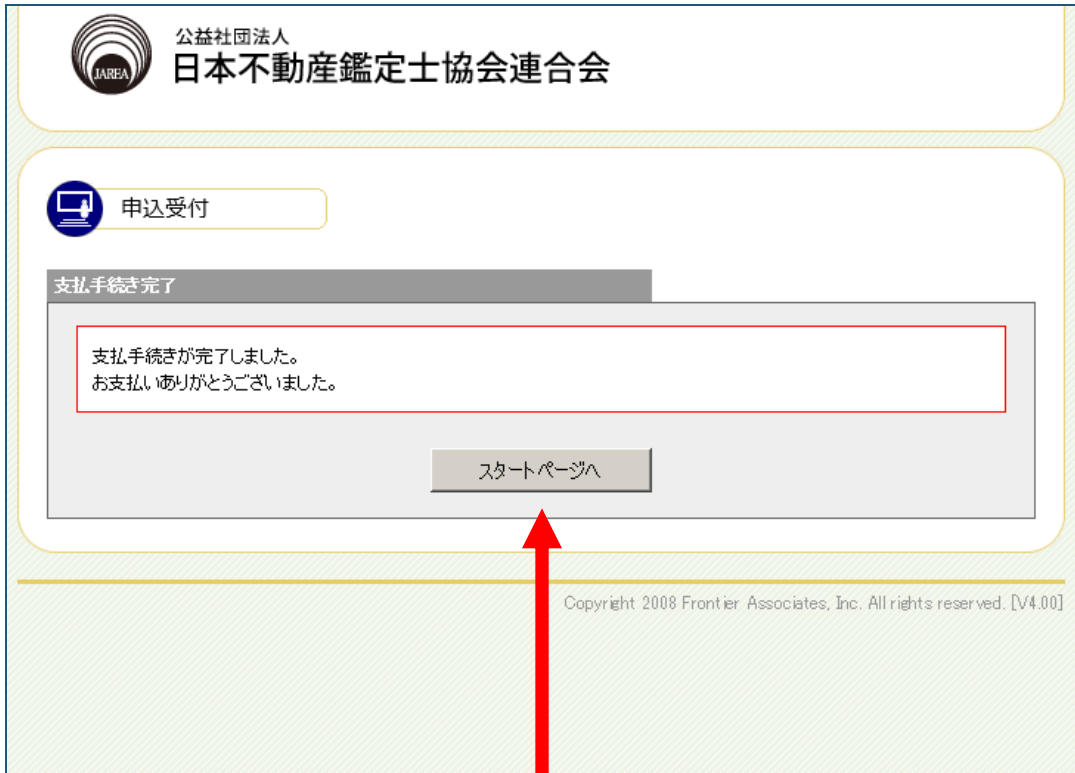 公益社団法人
JAREA
日本不動産鑑定士協会連合会
申込受付
支払手続き完了
支払手続きが完了しました。
お支払いありがとうございました。
スタートページへ
Copyright 2008 Frontier Associates, Inc. All rights reserved. [V4.00]